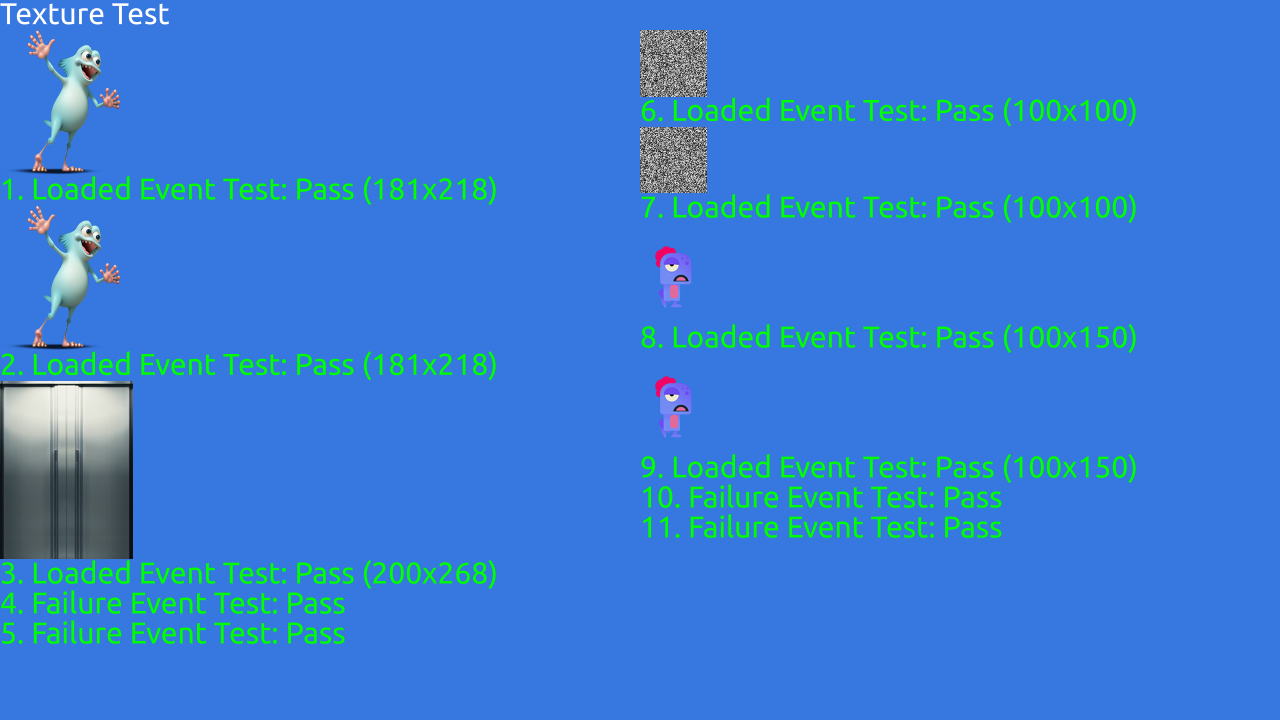 Texture Test
1. Loaded Event Test: Pass (181x218)
2. Loaded Event Test: Pass (181x218)
3. Loaded Event Test: Pass (200x268)
4. Failure Event Test: Pass
5. Failure Event Test: Pass
6. Loaded Event Test: Pass (100x100)
7. Loaded Event Test: Pass (100x100)
8. Loaded Event Test: Pass (100x150)
9. Loaded Event Test: Pass (100x150)
10. Failure Event Test: Pass
11. Failure Event Test: Pass